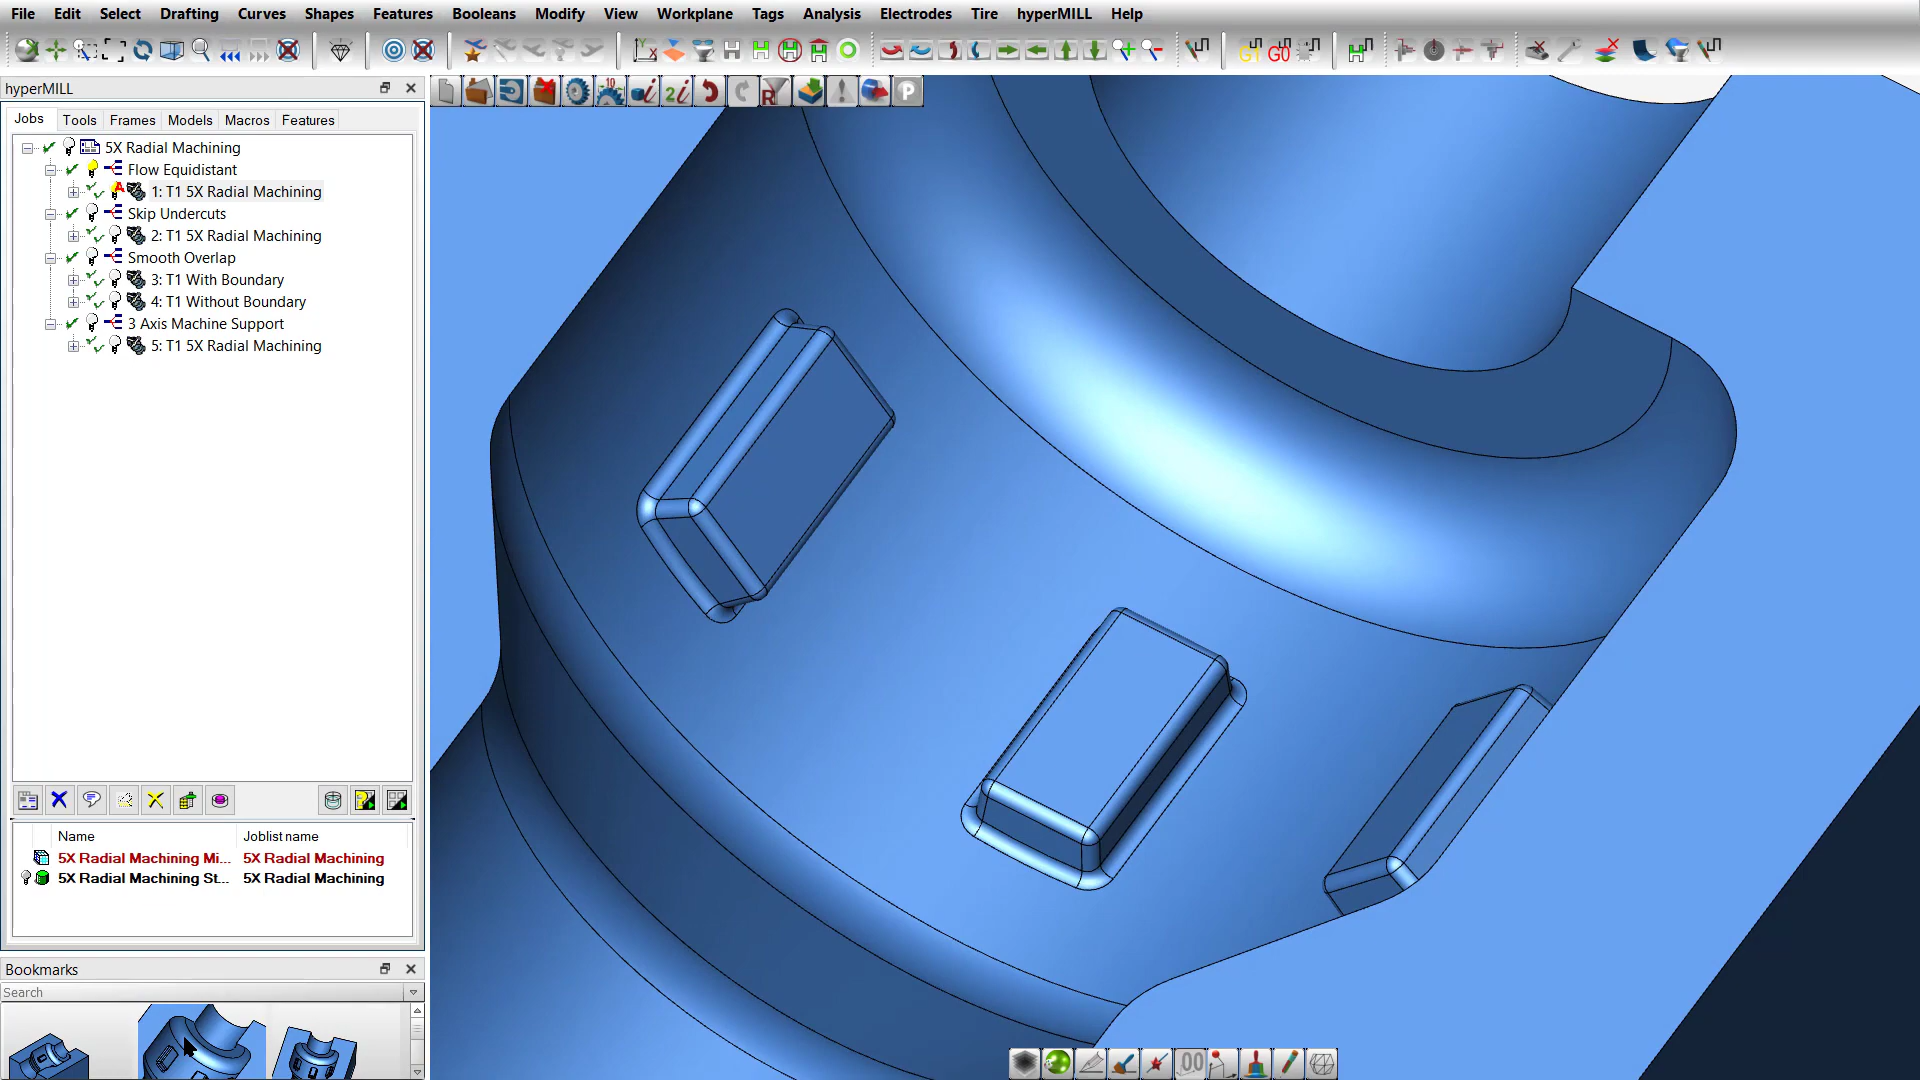 File Edit Select Drafting Curves Shapes Features Booleans Modify View Workplane Tags Analysis Electrodes Tire hyperMILL Help
G1 G0
hyperMILL
Jobs Tools Frames Models Macros Features
5X Radial Machining
Flow Equidistant
1: T1 5X Radial Machining
Skip Undercuts
2: T1 5X Radial Machining
Smooth Overlap
3: T1 With Boundary
4: T1 Without Boundary
3 Axis Machine Support
5: T1 5X Radial Machining
Name Joblist name
5X Radial Machining Mi... 5X Radial Machining
5X Radial Machining St... 5X Radial Machining
Bookmarks
Search